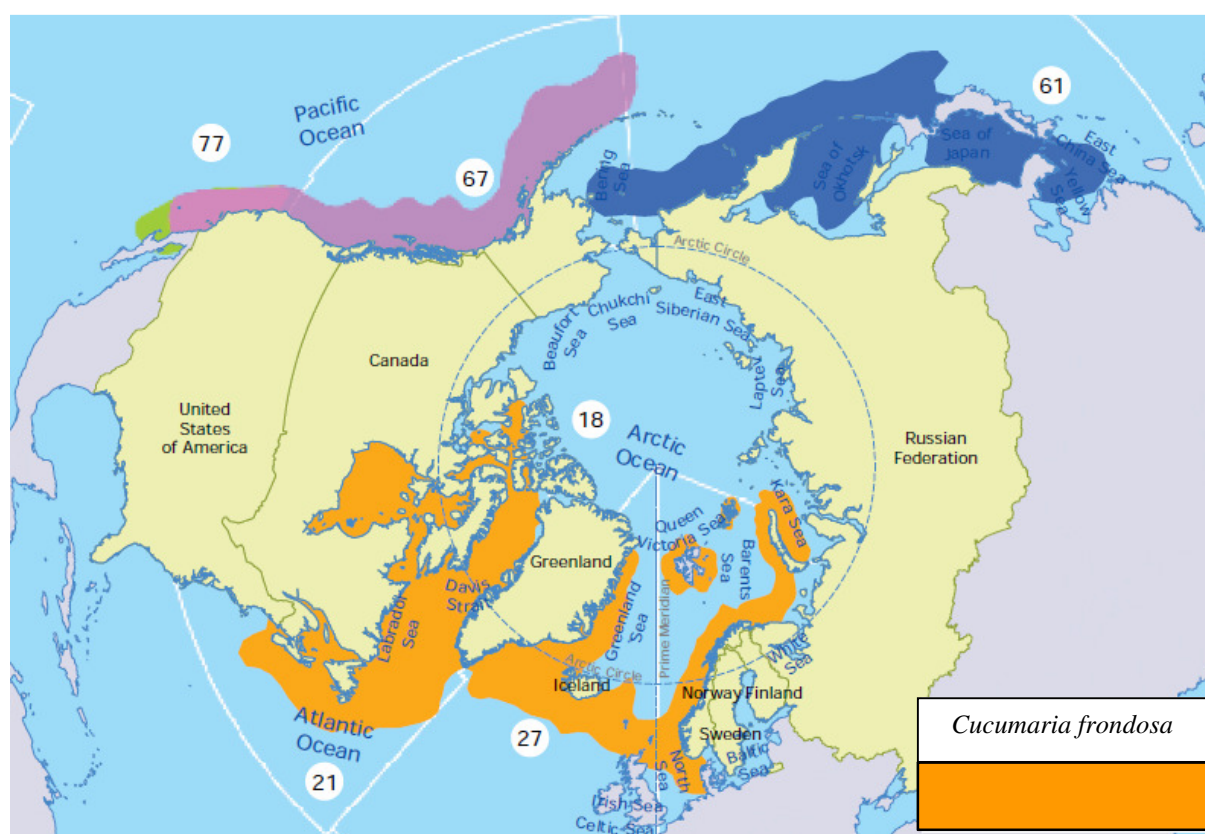 Pacific
Ocean
77
67
61
Bering
Sea
Sea of
Okhotsk
Sea of
Japan
East
China Sea
Yellow
Sea
Arctic Circle
Beaufort
Sea
Chukchi
Sea
East
Siberian Sea
Laptev
Sea
Canada
United
States
of America
18
Arctic
Ocean
Russian
Federation
Kara Sea
Queen
Victoria Sea
Barents
Sea
Greenland
Davis
Strait
Labrador
Sea
Greenland
Sea
Prime Meridian
White
Sea
Arctic Circle
Iceland
Norway
Finland
Sweden
Baltic
Sea
Atlantic
Ocean
27
21
North
Sea
Irish Sea
Celtic Sea
Cucumaria frondosa